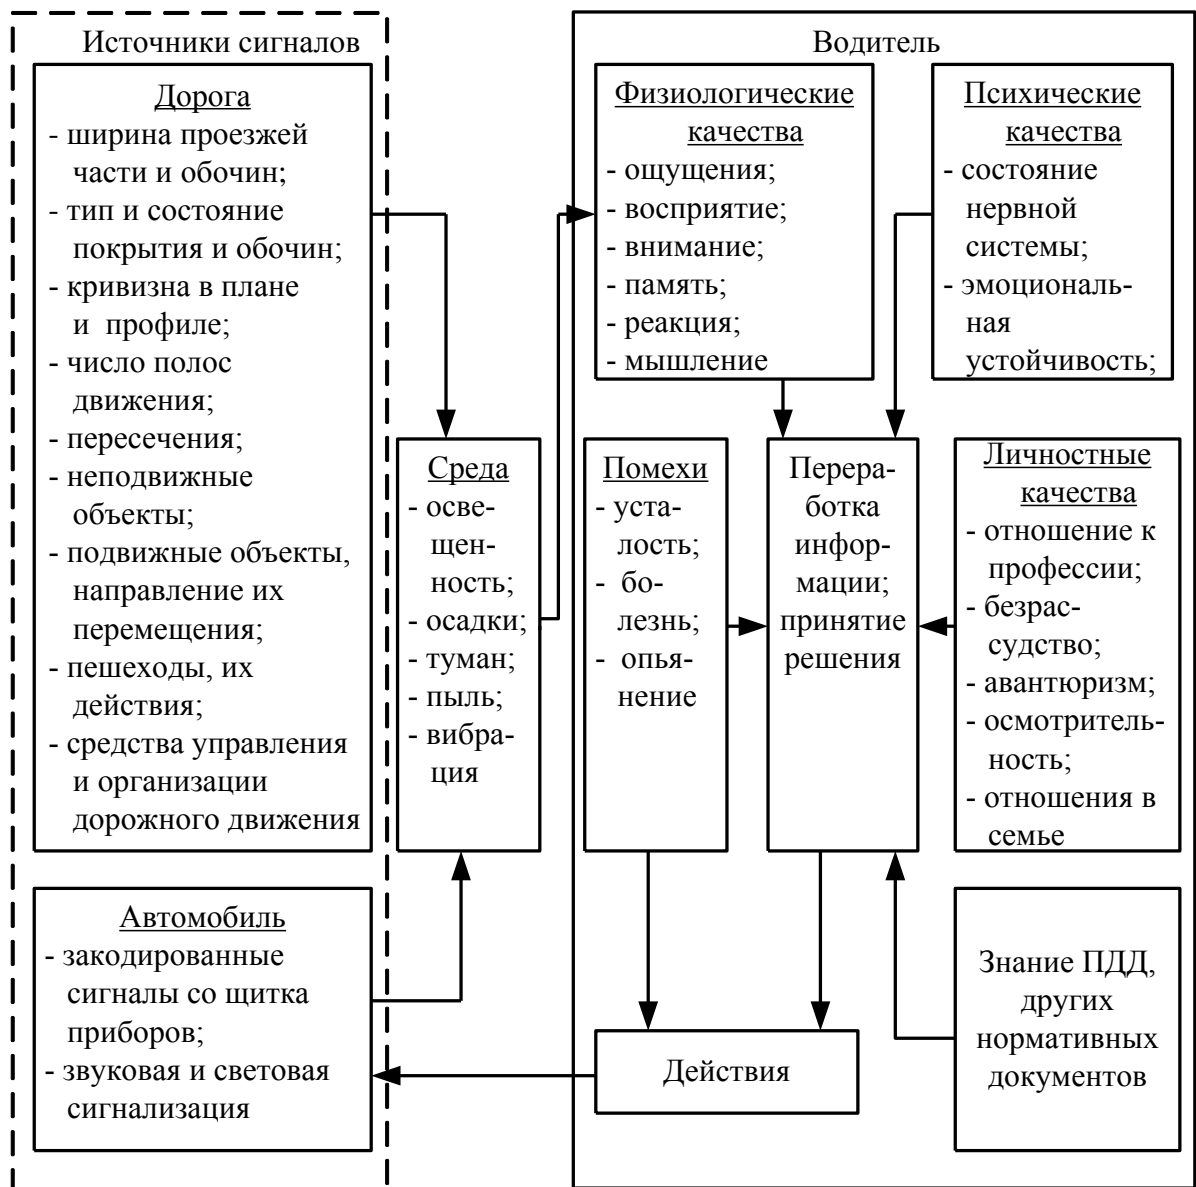 Источники сигналов
Дорога
- ширина проезжей
части и обочин;
- тип и состояние
покрытия и обочин;
- кривизна в плане
и профиле;
- число полос
движения;
- пересечения;
- неподвижные
объекты;
- подвижные объекты,
направление их
перемещения;
- пешеходы, их
действия;
- средства управления
и организации
дорожного движения
Автомобиль
- закодированные
сигналы со щитка
приборов;
- звуковая и световая
сигнализация
Среда
- осве-
щен-
ность;
- осадки;
- туман;
- пыль;
- вибра-
ция
Водитель
Физиологические
качества
- ощущения;
- восприятие;
- внимание;
- память;
- реакция;
- мышление
Психические
качества
- состояние
нервной
системы;
- эмоциональ-
ная
устойчивость;
Помехи
- уста-
лость;
- бо-
лезнь;
- опья-
нение
Перера-
ботка
инфор-
мации;
принятие
решения
Личностные
качества
- отношение к
профессии;
- безрас-
судство;
- авантюризм;
- осмотритель-
ность;
- отношения в
семье
Действия
Знание ПДД,
других
нормативных
документов